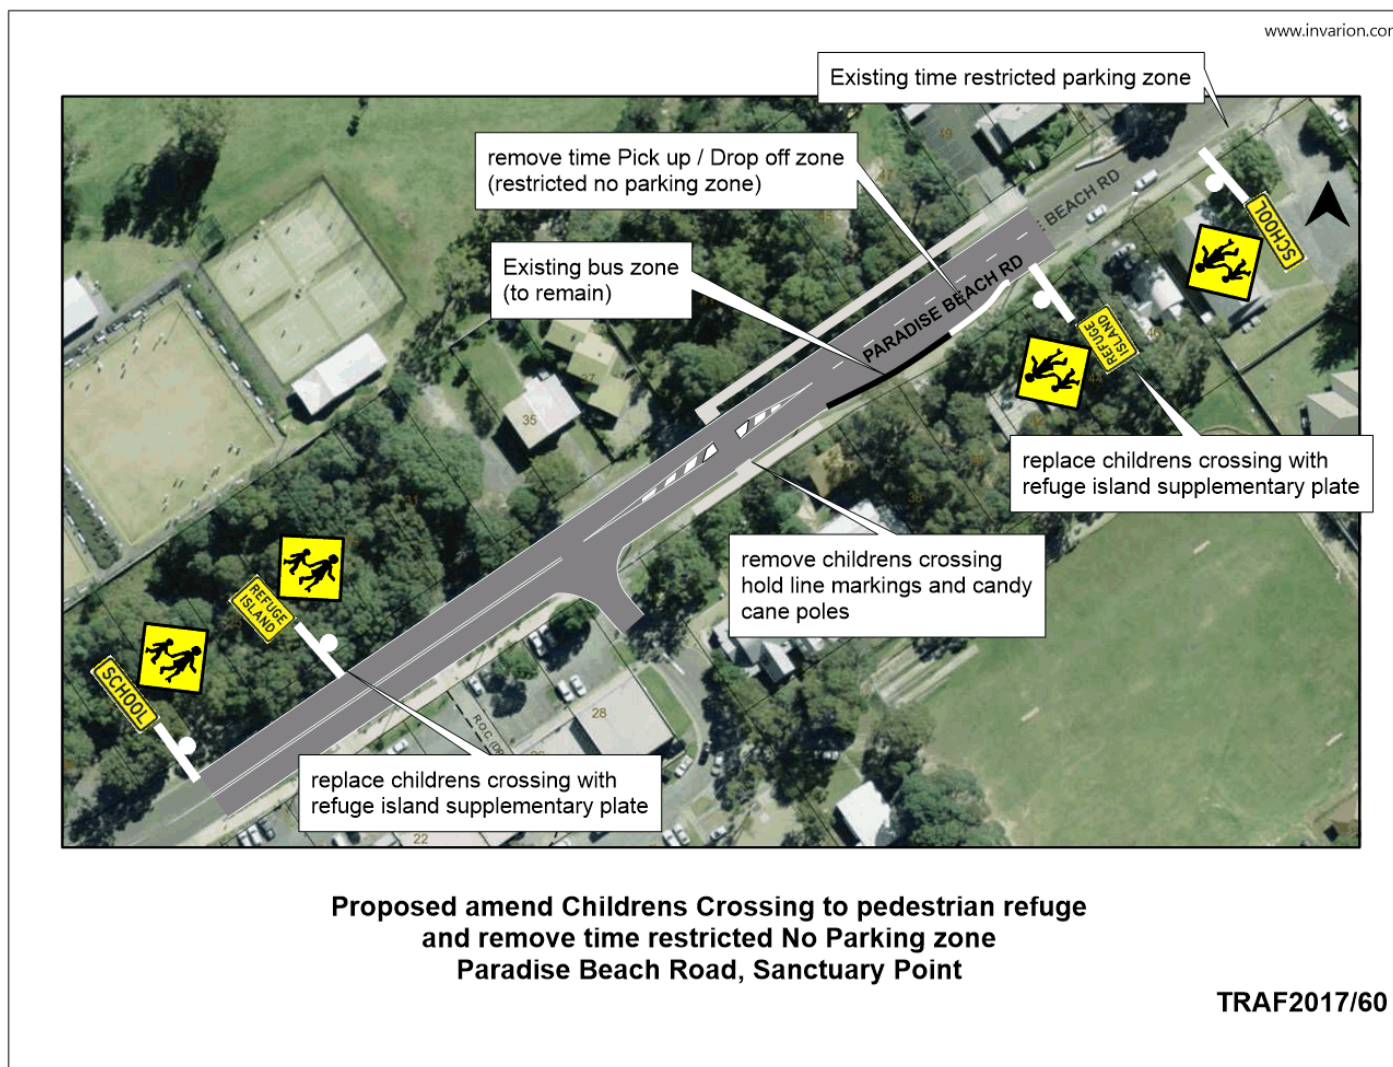 www.invarion.com
Existing time restricted parking zone
remove time Pick up / Drop off zone
(restricted no parking zone)
Existing bus zone
(to remain)
49
47
BEACH RD
PARADISE BEACH RD
SCHOOL
REFUGE
ISLAND
35
replace childrens crossing with
refuge island supplementary plate
remove childrens crossing
hold line markings and candy
cane poles
31
REFUGE
ISLAND
SCHOOL
28
R.O.C.
22
replace childrens crossing with
refuge island supplementary plate
Proposed amend Childrens Crossing to pedestrian refuge
and remove time restricted No Parking zone
Paradise Beach Road, Sanctuary Point
TRAF2017/60